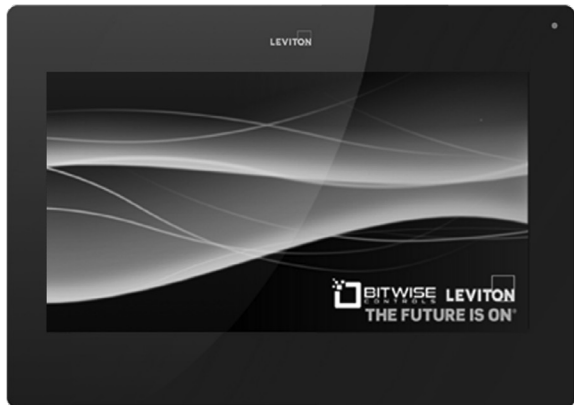 LEVITON
BITWISE LEVITON
CONTROLS
THE FUTURE IS ON®